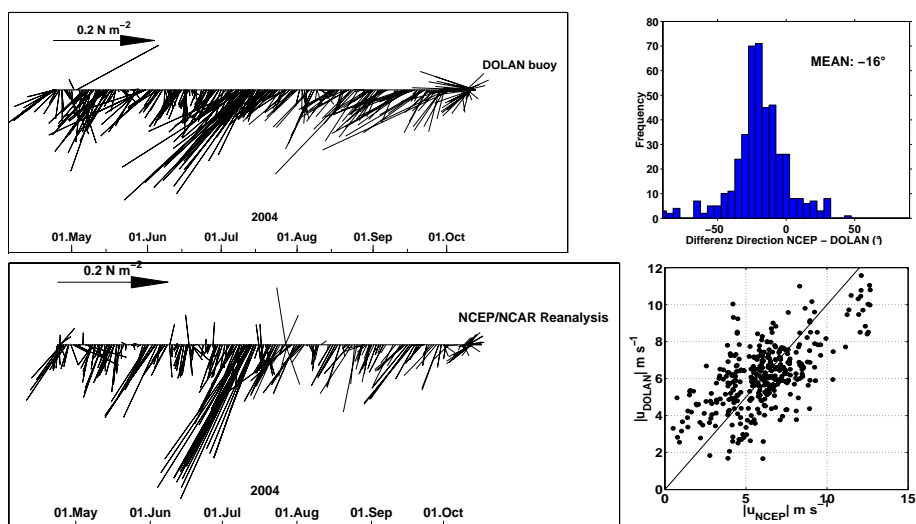 0.2 N m⁻²
DOLAN buoy
2004
01.May 01.Jun 01.Jul 01.Aug 01.Sep 01.Oct
0.2 N m⁻²
NCEP/NCAR Reanalysis
2004
01.May 01.Jun 01.Jul 01.Aug 01.Sep 01.Oct
80
70
60
50
40
30
20
10
0
Frequency
MEAN: −16°
−50 0 50
Differenz Direction NCEP − DOLAN (°)
12
10
8
6
4
2
0
|u_DOLAN| m s⁻¹
0 5 10 15
|u_NCEP| m s⁻¹